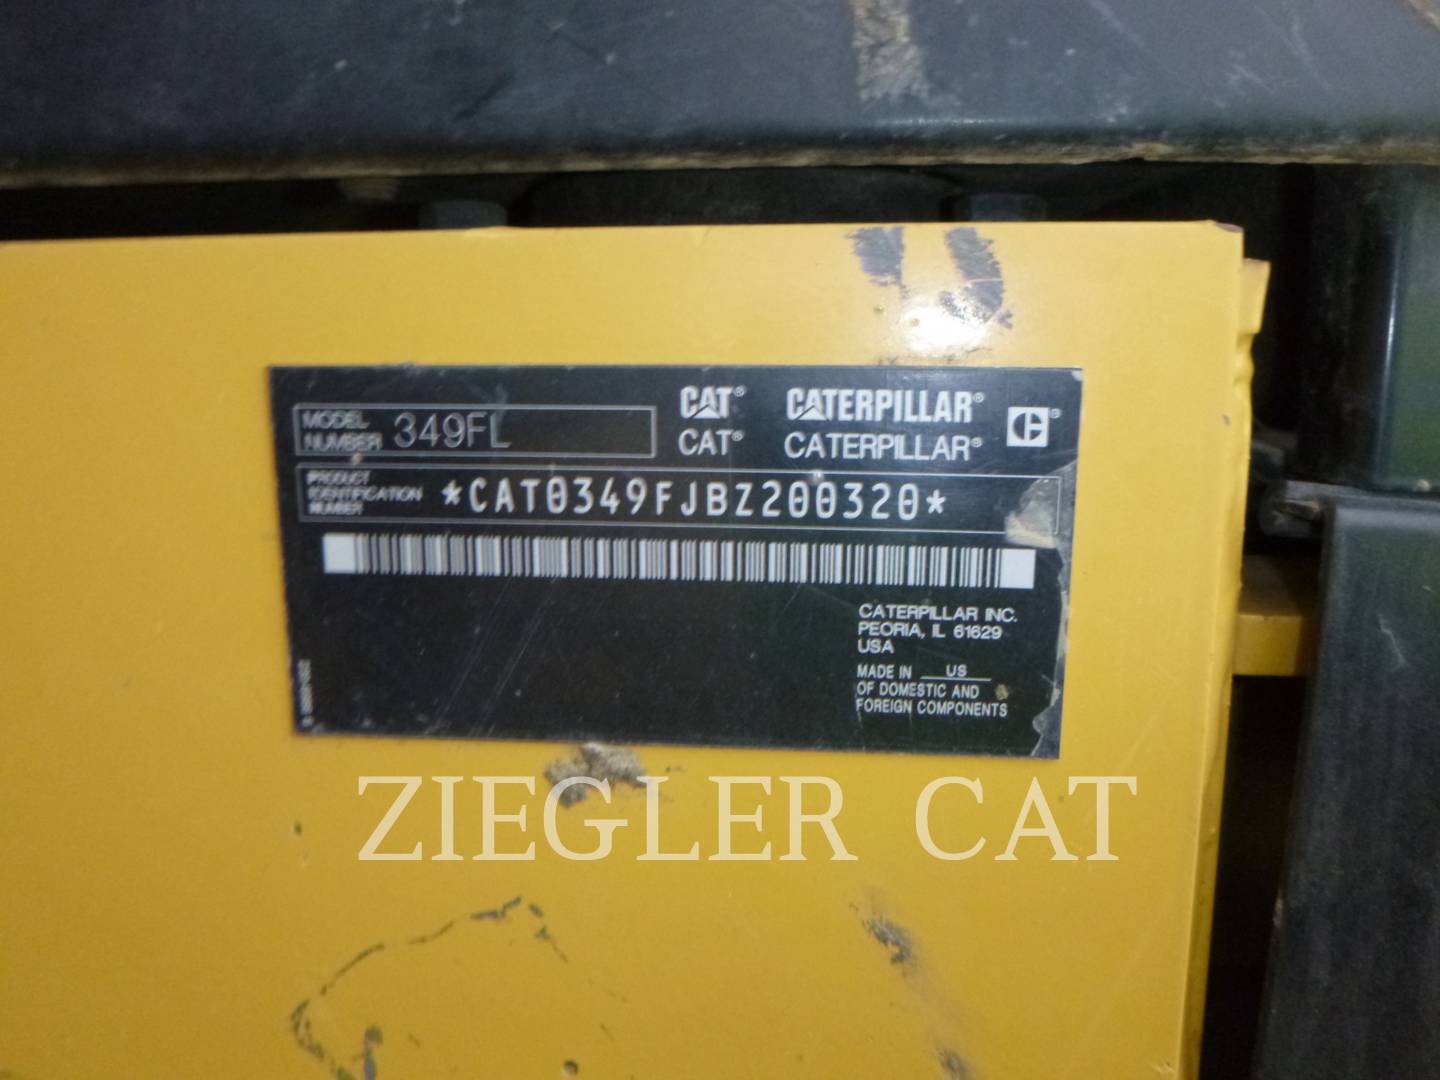 MODEL NUMBER 349FL
CAT® CATERPILLAR®
CAT® CATERPILLAR®
PRODUCT IDENTIFICATION NUMBER *CAT0349FJBZ200320*
CATERPILLAR INC.
PEORIA, IL 61629
USA
MADE IN US
OF DOMESTIC AND
FOREIGN COMPONENTS
ZIEGLER CAT